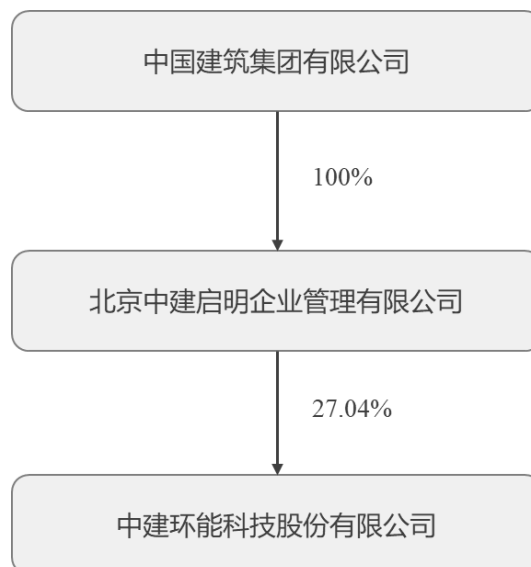 中国建筑集团有限公司
100%
北京中建启明企业管理有限公司
27.04%
中建环能科技股份有限公司